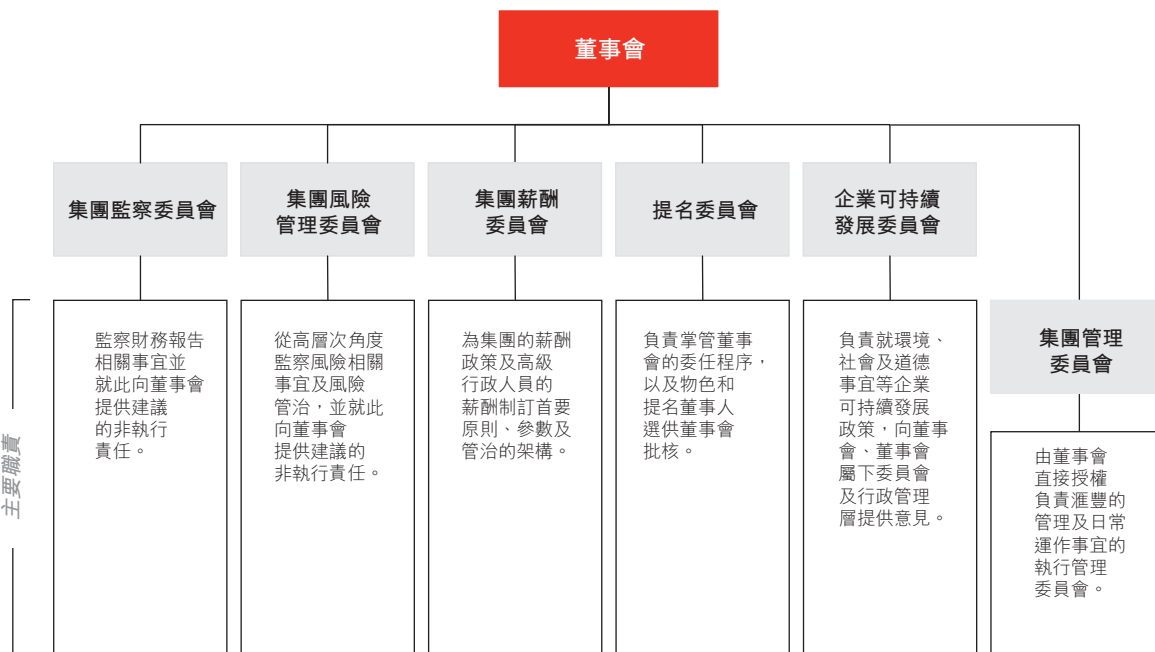 董事會
集團監察委員會
集團風險
管理委員會
集團薪酬
委員會
提名委員會
企業可持續
發展委員會
集團管理
委員會
主要職責
監察財務報告
相關事宜並
就此向董事會
提供建議
的非執行
責任。
從高層次角度
監察風險相關
事宜及風險
管治，並就此
向董事會
提供建議的
非執行責任。
為集團的薪酬
政策及高級
行政人員的
薪酬制訂首要
原則、參數及
管治的架構。
負責掌管董事
會的委任程序，
以及物色和
提名董事人
選供董事會
批核。
負責就環境、
社會及道德
事宜等企業
可持續發展
政策，向董事
會、董事會
屬下委員會
及行政管理
層提供意見。
由董事會
直接授權
負責滙豐的
管理及日常
運作事宜的
執行管理
委員會。